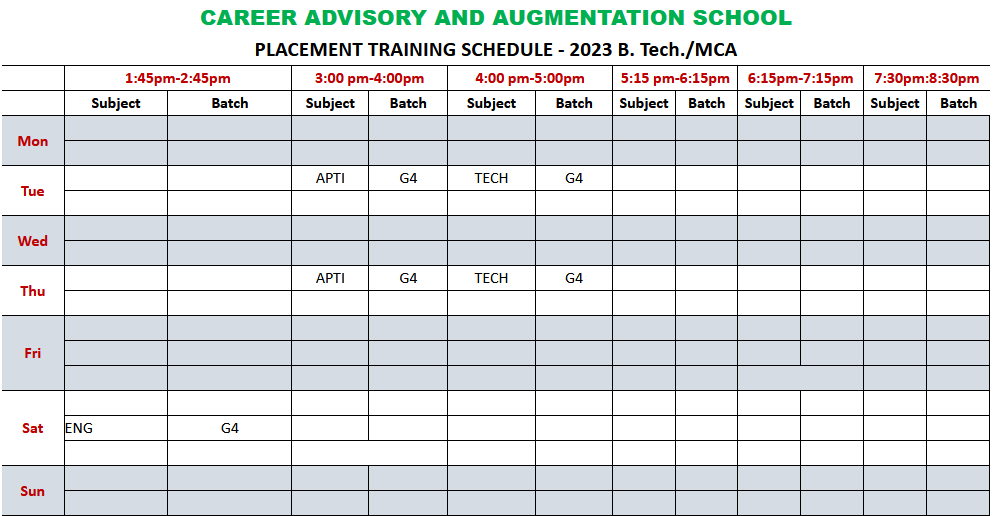 CAREER ADVISORY AND AUGMENTATION SCHOOL
PLACEMENT TRAINING SCHEDULE - 2023 B. Tech./MCA
1:45pm-2:45pm 3:00 pm-4:00pm 4:00 pm-5:00pm 5:15 pm-6:15pm 6:15pm-7:15pm 7:30pm:8:30pm
Subject Batch Subject Batch Subject Batch Subject Batch Subject Batch Subject Batch
Mon
Tue APTI G4 TECH G4
Wed
Thu APTI G4 TECH G4
Fri
Sat ENG G4
Sun